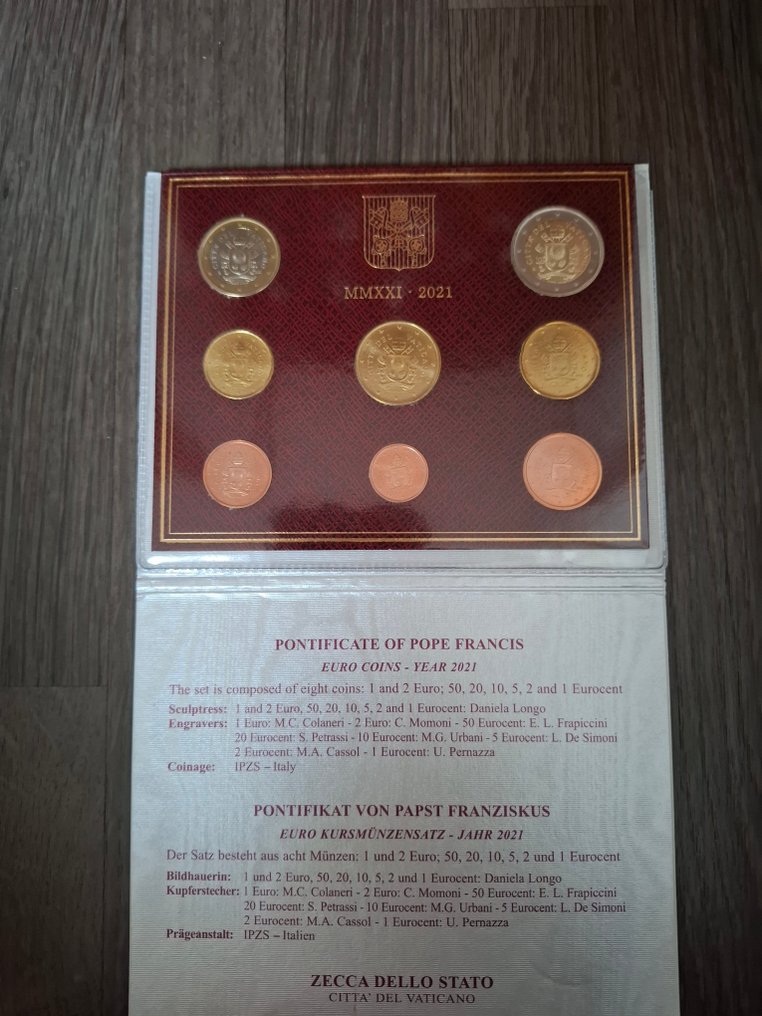 MMXXI · 2021
PONTIFICATE OF POPE FRANCIS
EURO COINS - YEAR 2021
The set is composed of eight coins: 1 and 2 Euro; 50, 20, 10, 5, 2 and 1 Eurocent
Sculptress: 1 and 2 Euro, 50, 20, 10, 5, 2 and 1 Eurocent: Daniela Longo
Engravers: 1 Euro: M.C. Colaneri - 2 Euro: C. Momoni - 50 Eurocent: E. L. Frapiccini
20 Eurocent: S. Petrassi - 10 Eurocent: M.G. Urbani - 5 Eurocent: L. De Simoni
2 Eurocent: M.A. Cassol - 1 Eurocent: U. Pernazza
Coinage: IPZS – Italy
PONTIFIKAT VON PAPST FRANZISKUS
EURO KURSMÜNZENSATZ - JAHR 2021
Der Satz besteht aus acht Münzen: 1 und 2 Euro; 50, 20, 10, 5, 2 und 1 Eurocent
Bildhauerin: 1 und 2 Euro, 50, 20, 10, 5, 2 und 1 Eurocent: Daniela Longo
Kupferstecher: 1 Euro: M.C. Colaneri - 2 Euro: C. Momoni - 50 Eurocent: E. L. Frapiccini
20 Eurocent: S. Petrassi - 10 Eurocent: M.G. Urbani - 5 Eurocent: L. De Simoni
2 Eurocent: M.A. Cassol - 1 Eurocent: U. Pernazza
Prägeanstalt: IPZS – Italien
ZECCA DELLO STATO
CITTA' DEL VATICANO